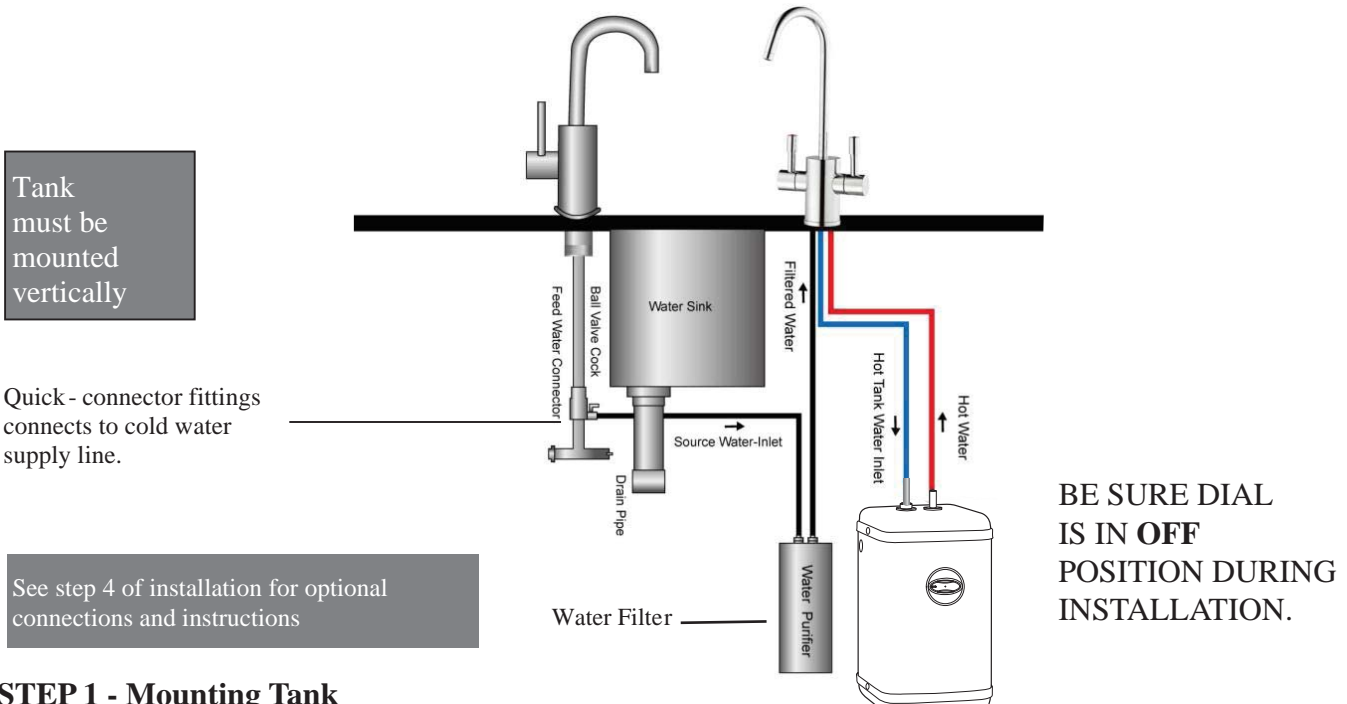 Tank
must be
mounted
vertically
Quick - connector fittings
connects to cold water
supply line.
See step 4 of installation for optional
connections and instructions
Feed Water Connector
Ball Valve Cock
Water Sink
Drain Pipe
Source Water-Inlet
Filtered Water
Hot Tank Water Inlet
Hot Water
Water Filter
Water Purifier
BE SURE DIAL
IS IN OFF
POSITION DURING
INSTALLATION.
STEP 1 - Mounting Tank